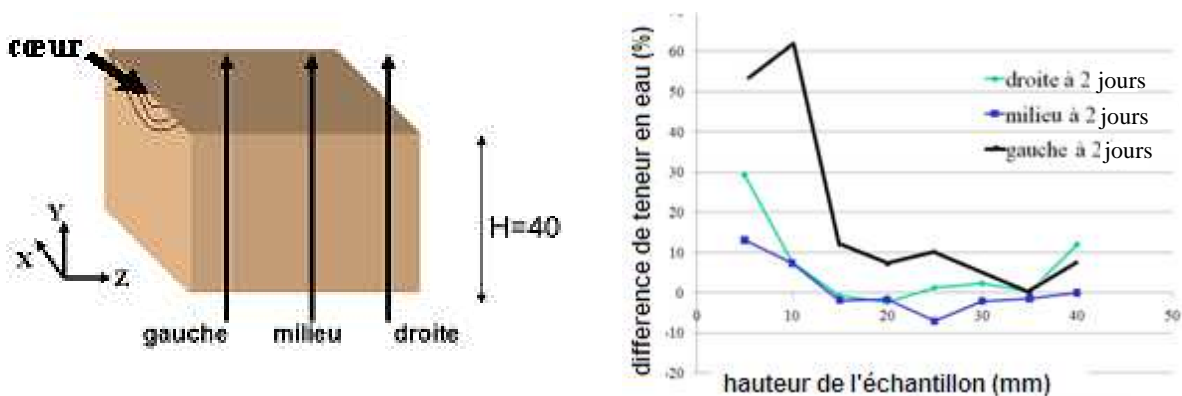 cœur
Y
X
Z
H=40
gauche
milieu
droite
difference de teneur en eau (%)
60
50
40
30
20
10
0
-10
-20
0
10
20
30
40
50
droite à 2 jours
milieu à 2 jours
gauche à 2 jours
hauteur de l'échantillon (mm)